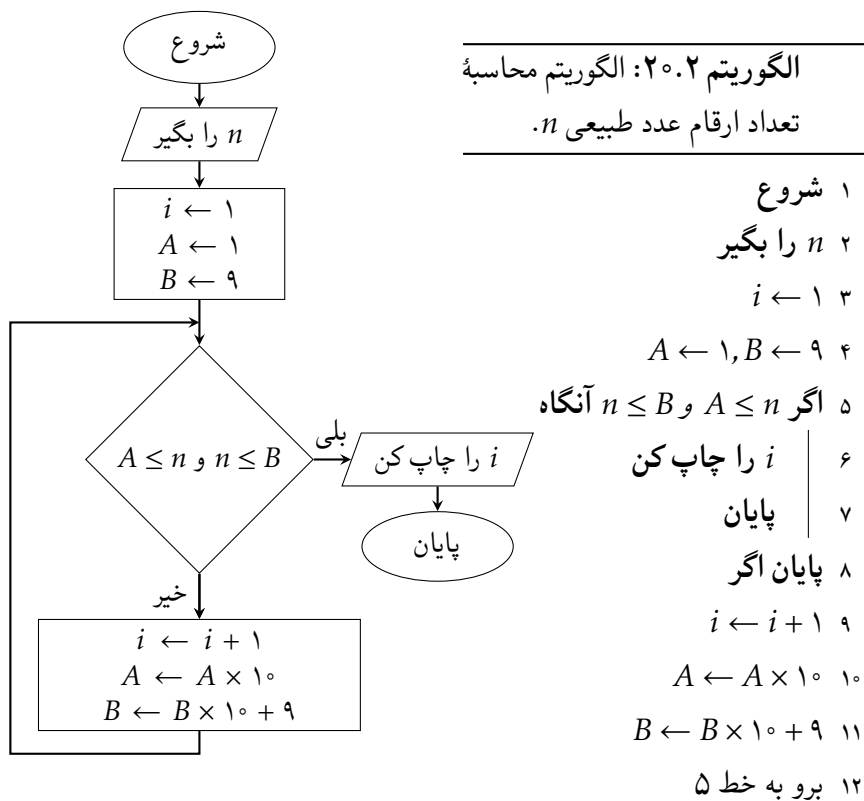 الگوریتم ۲۰.۲: الگوریتم محاسبهٔ
تعداد ارقام عدد طبیعی n.
۱ شروع
۲ n را بگیر
۳ i ← ۱
۴ A ← ۱, B ← ۹
۵ اگر A ≤ n و n ≤ B آنگاه
۶ i را چاپ کن
۷ پایان
۸ پایان اگر
۹ i ← i + ۱
۱۰ A ← A × ۱۰
۱۱ B ← B × ۱۰ + ۹
۱۲ برو به خط ۵
شروع
n را بگیر
i ← ۱
A ← ۱
B ← ۹
A ≤ n و n ≤ B
بلی
i را چاپ کن
پایان
خیر
i ← i + ۱
A ← A × ۱۰
B ← B × ۱۰ + ۹